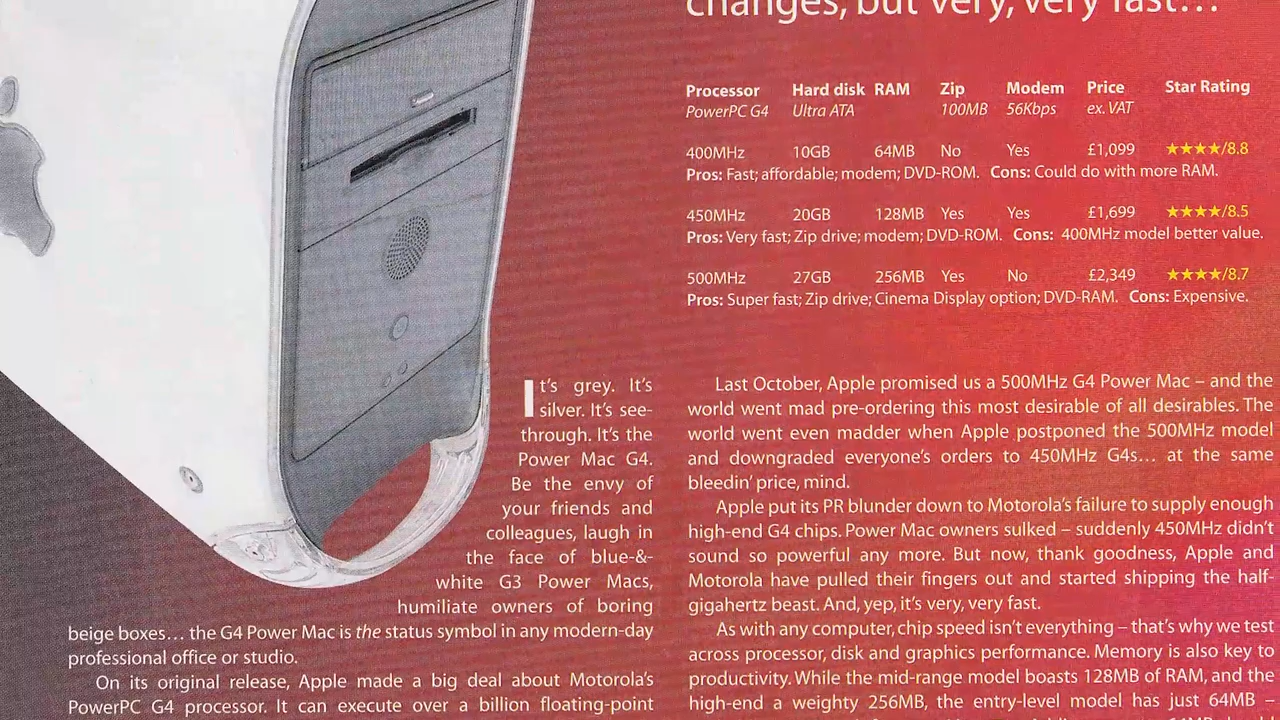 changes, but very, very fast…
Processor Hard disk RAM Zip Modem Price Star Rating
PowerPC G4 Ultra ATA 100MB 56Kbps ex. VAT
400MHz 10GB 64MB No Yes £1,099 ★★★★/8.8
Pros: Fast; affordable; modem; DVD-ROM. Cons: Could do with more RAM.
450MHz 20GB 128MB Yes Yes £1,699 ★★★★/8.5
Pros: Very fast; Zip drive; modem; DVD-ROM. Cons: 400MHz model better value.
500MHz 27GB 256MB Yes No £2,349 ★★★★/8.7
Pros: Super fast; Zip drive; Cinema Display option; DVD-RAM. Cons: Expensive.
It's grey. It's
silver. It's see-
through. It's the
Power Mac G4.
Be the envy of
your friends and
colleagues, laugh in
the face of blue-&-
white G3 Power Macs,
humiliate owners of boring
beige boxes… the G4 Power Mac is the status symbol in any modern-day
professional office or studio.
On its original release, Apple made a big deal about Motorola's
PowerPC G4 processor. It can execute over a billion floating-point
Last October, Apple promised us a 500MHz G4 Power Mac – and the
world went mad pre-ordering this most desirable of all desirables. The
world went even madder when Apple postponed the 500MHz model
and downgraded everyone's orders to 450MHz G4s… at the same
bleedin' price, mind.
Apple put its PR blunder down to Motorola's failure to supply enough
high-end G4 chips. Power Mac owners sulked – suddenly 450MHz didn't
sound so powerful any more. But now, thank goodness, Apple and
Motorola have pulled their fingers out and started shipping the half-
gigahertz beast. And, yep, it's very, very fast.
As with any computer, chip speed isn't everything – that's why we test
across processor, disk and graphics performance. Memory is also key to
productivity. While the mid-range model boasts 128MB of RAM, and the
high-end a weighty 256MB, the entry-level model has just 64MB –